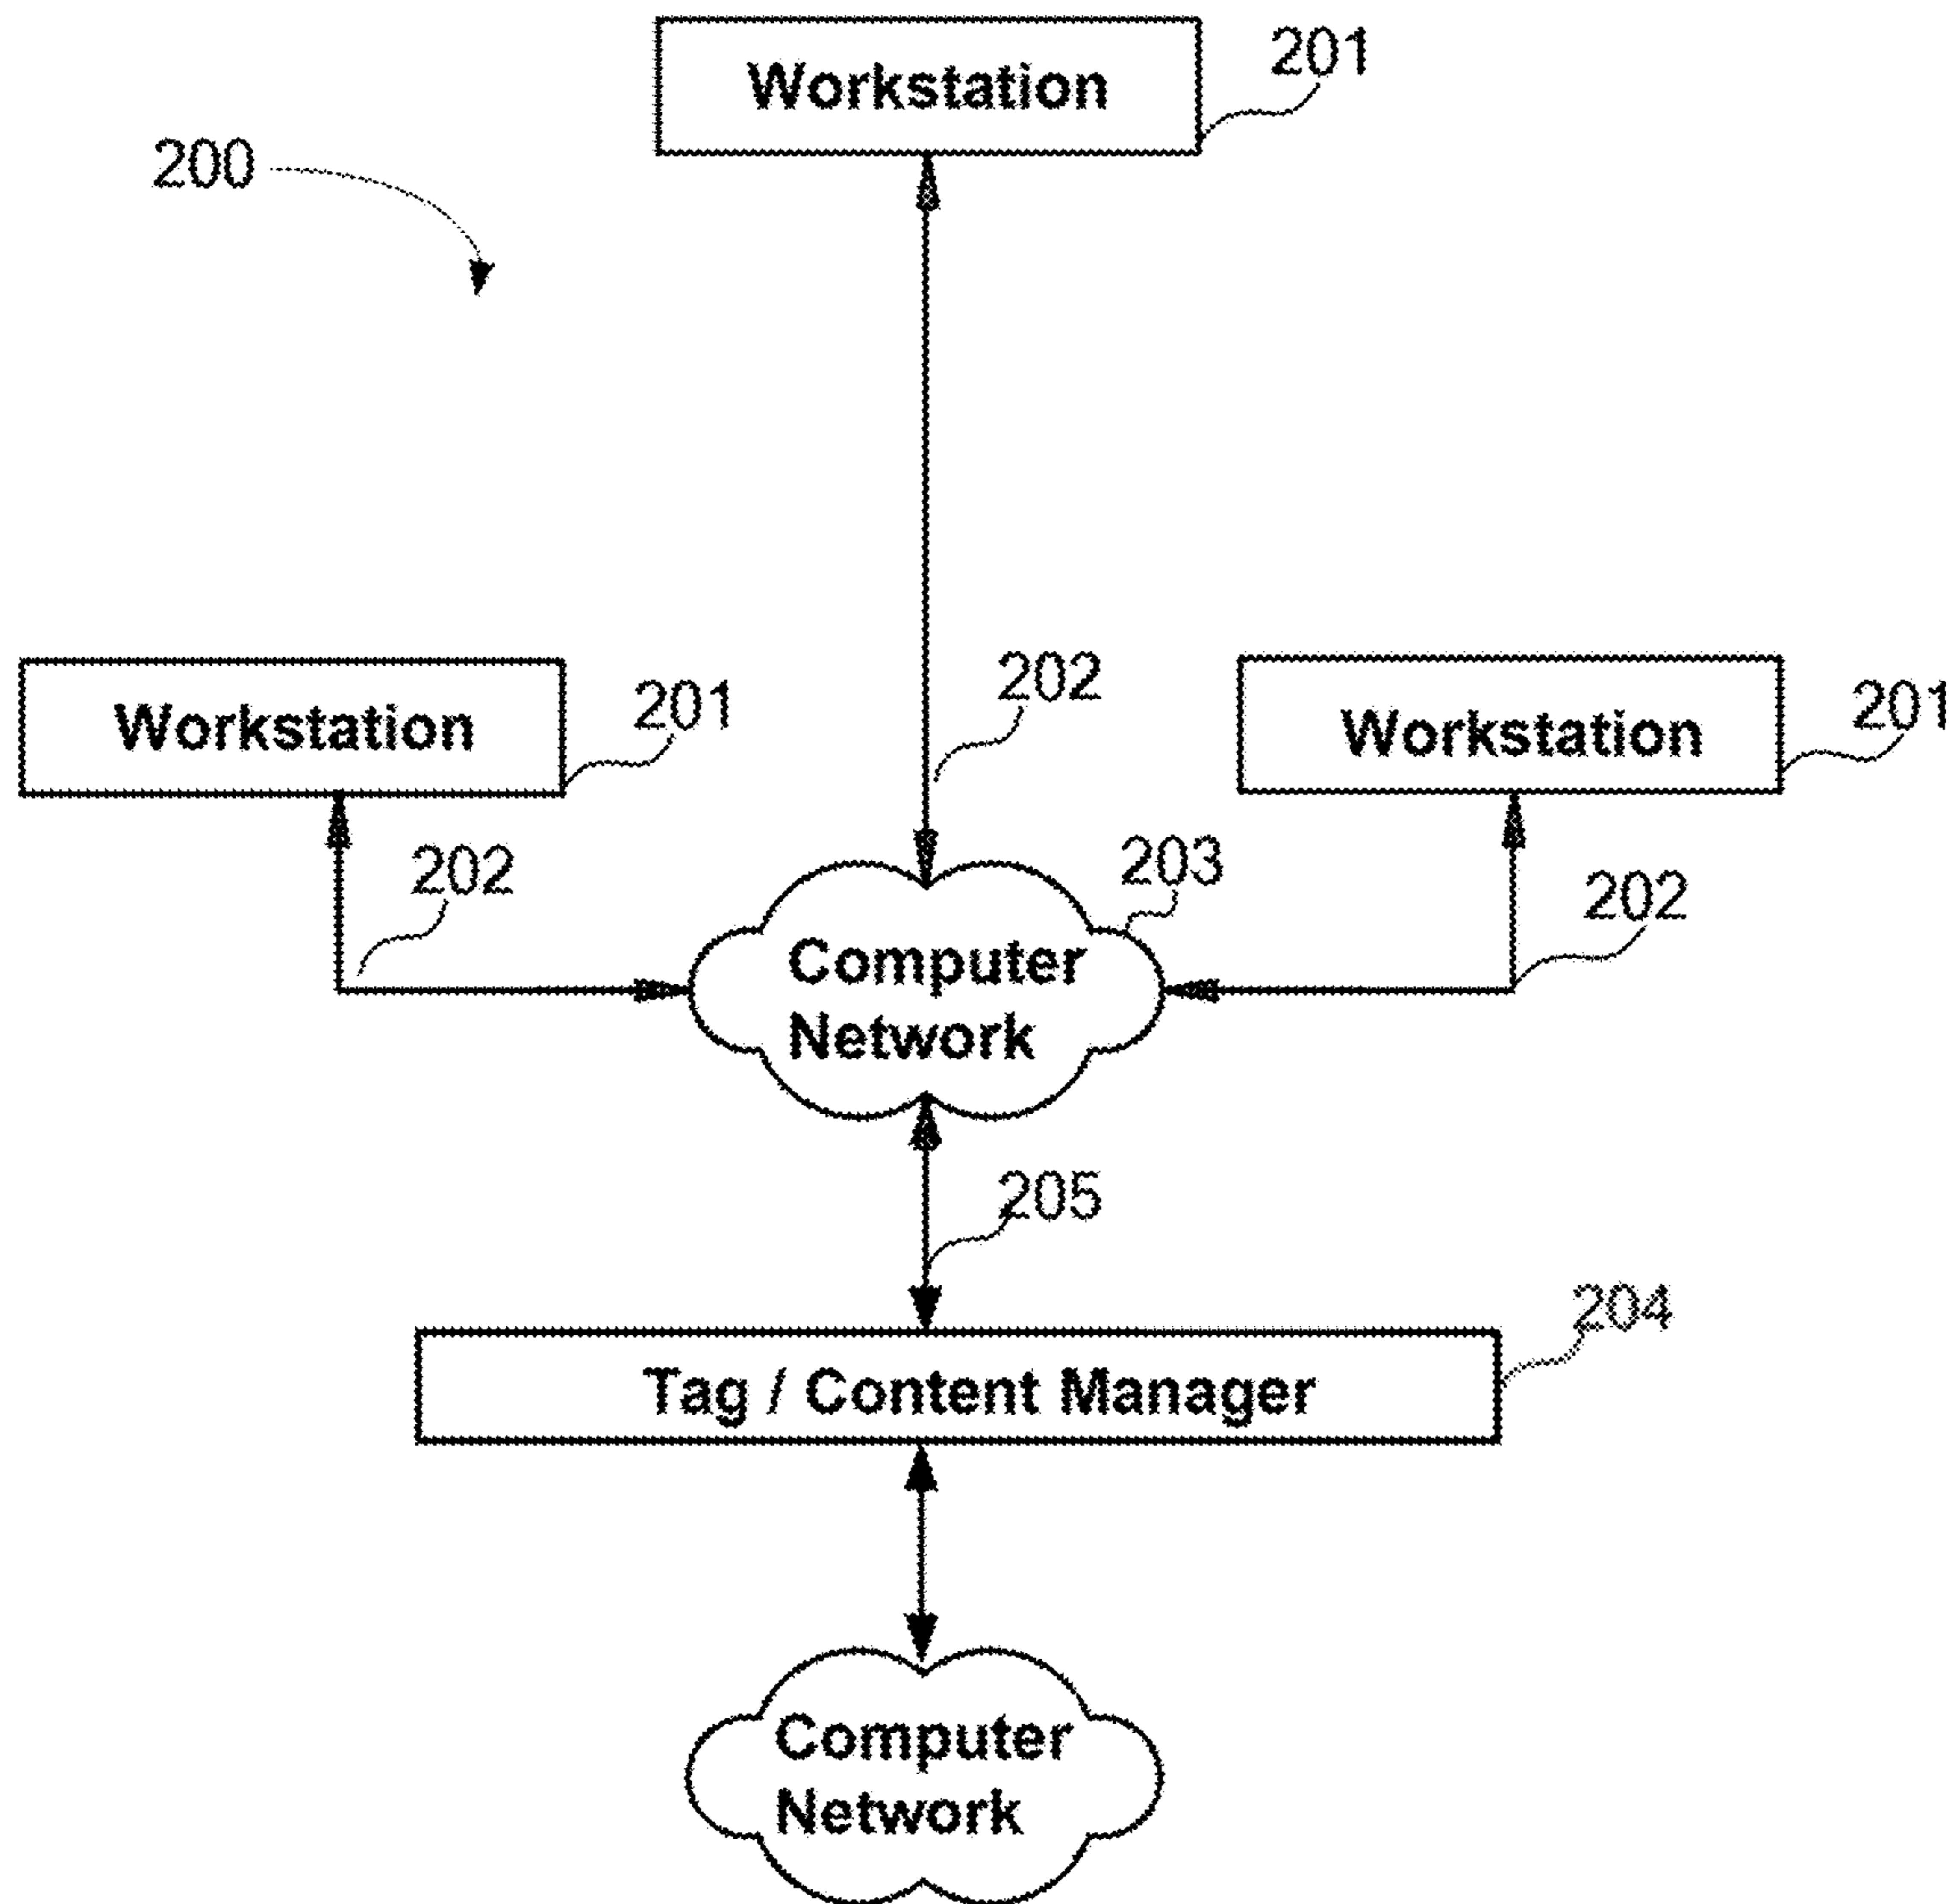 Workstation
201
200
Workstation
201
202
Workstation
201
202
203
202
Computer
Network
205
204
Tag / Content Manager
Computer
Network